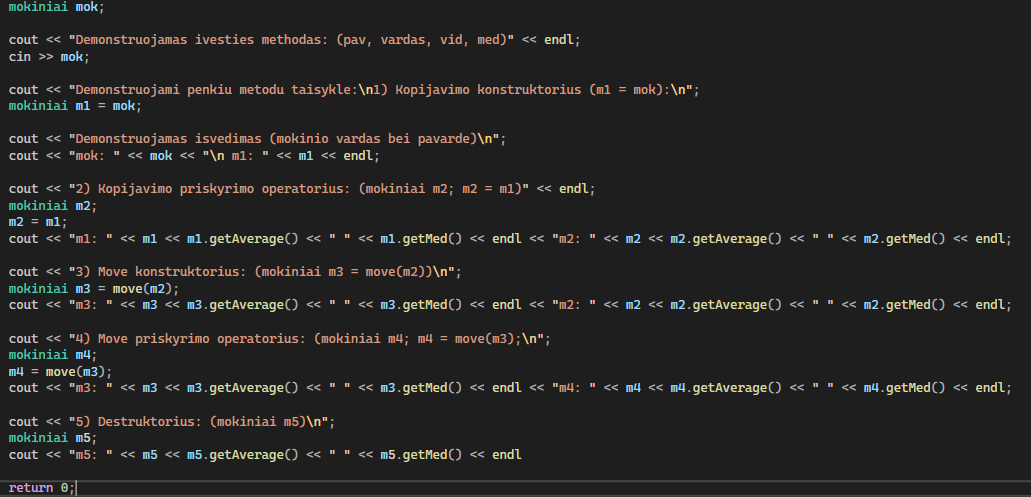 mokiniai mok;
cout << "Demonstruojamas ivesties methodas: (pav, vardas, vid, med)" << endl;
cin >> mok;
cout << "Demonstruojami penkiu metodu taisykle:\n1) Kopijavimo konstruktorius (m1 = mok):\n";
mokiniai m1 = mok;
cout << "Demonstruojamas isvedimas (mokinio vardas bei pavarde)\n";
cout << "mok: " << mok << "\n m1: " << m1 << endl;
cout << "2) Kopijavimo priskyrimo operatorius: (mokiniai m2; m2 = m1)" << endl;
mokiniai m2;
m2 = m1;
cout << "m1: " << m1 << m1.getAverage() << " " << m1.getMed() << endl << "m2: " << m2 << m2.getAverage() << " " << m2.getMed() << endl;
cout << "3) Move konstruktorius: (mokiniai m3 = move(m2))\n";
mokiniai m3 = move(m2);
cout << "m3: " << m3 << m3.getAverage() << " " << m3.getMed() << endl << "m2: " << m2 << m2.getAverage() << " " << m2.getMed() << endl;
cout << "4) Move priskyrimo operatorius: (mokiniai m4; m4 = move(m3);\n";
mokiniai m4;
m4 = move(m3);
cout << "m3: " << m3 << m3.getAverage() << " " << m3.getMed() << endl << "m4: " << m4 << m4.getAverage() << " " << m4.getMed() << endl;
cout << "5) Destruktorius: (mokiniai m5)\n";
mokiniai m5;
cout << "m5: " << m5 << m5.getAverage() << " " << m5.getMed() << endl
return 0;